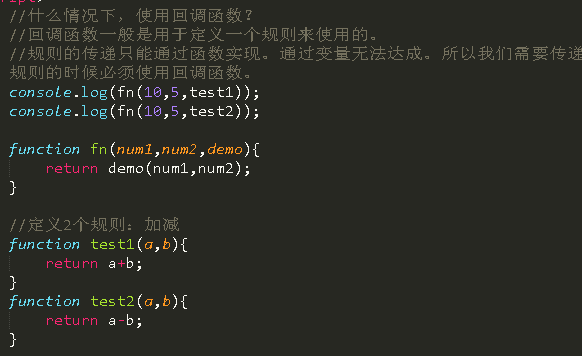 //什么情况下，使用回调函数？
//回调函数一般是用于定义一个规则来使用的。
//规则的传递只能通过函数实现。通过变量无法达成。所以我们需要传递
规则的时候必须使用回调函数。
console.log(fn(10,5,test1));
console.log(fn(10,5,test2));
function fn(num1,num2,demo){
    return demo(num1,num2);
}
//定义2个规则：加减
function test1(a,b){
    return a+b;
}
function test2(a,b){
    return a-b;
}